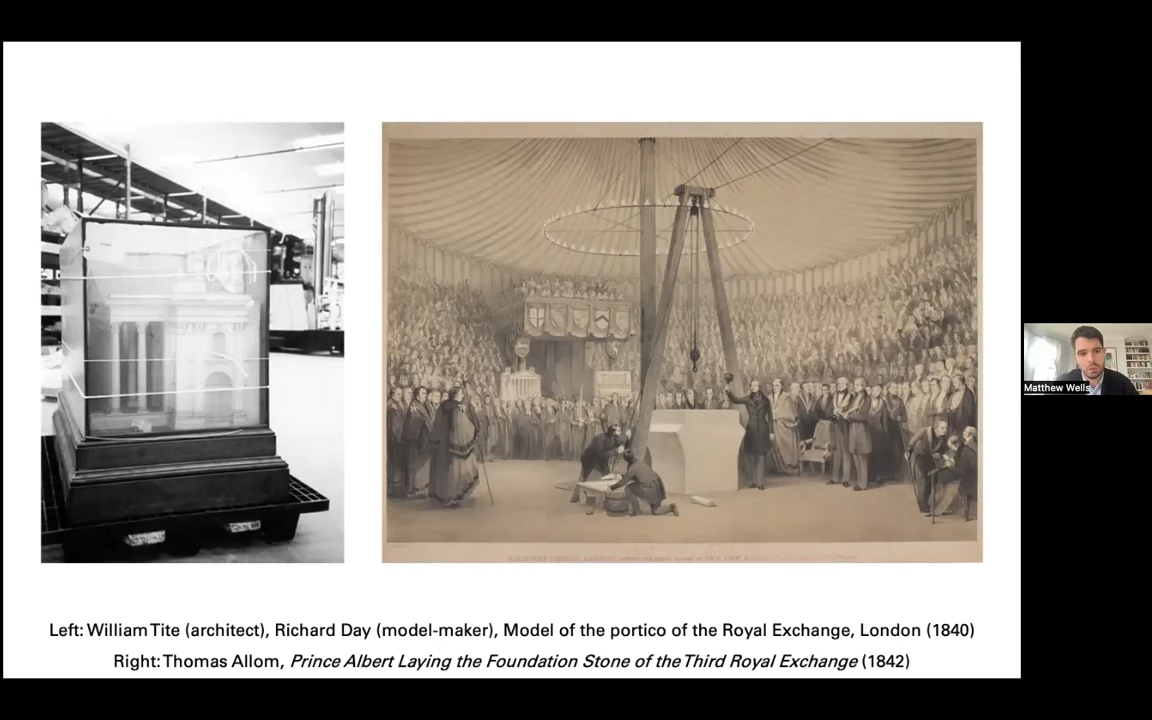 Matthew Wells
Left: William Tite (architect), Richard Day (model-maker), Model of the portico of the Royal Exchange, London (1840)
Right: Thomas Allom, Prince Albert Laying the Foundation Stone of the Third Royal Exchange (1842)